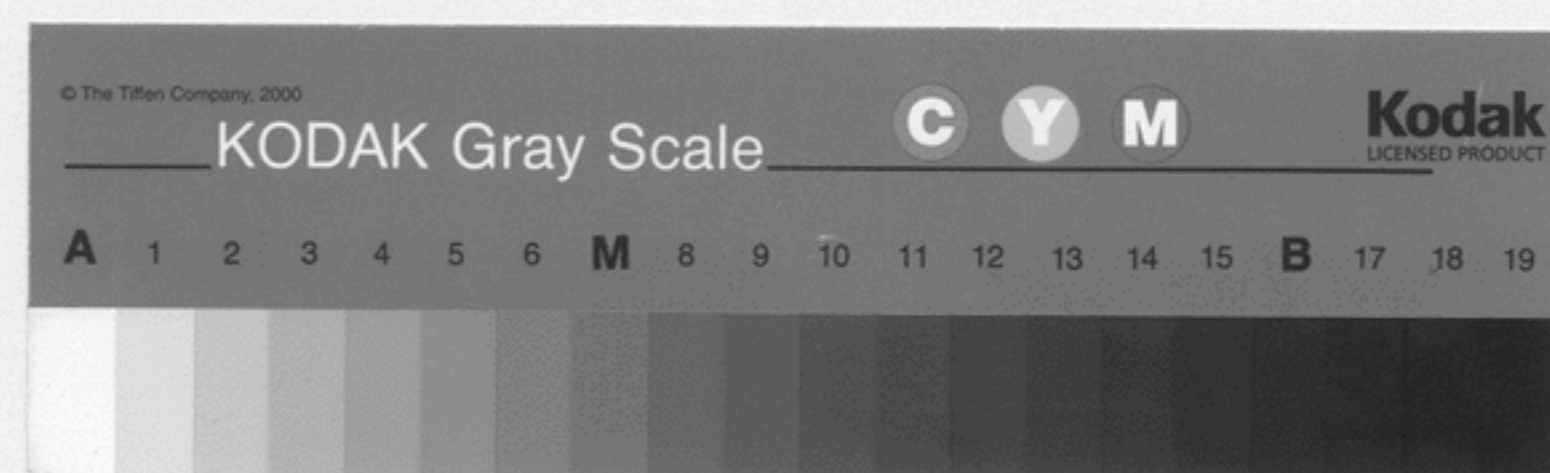 © The Tiffen Company, 2000
KODAK Gray Scale
C Y M
Kodak
LICENSED PRODUCT
A 1 2 3 4 5 6 M 8 9 10 11 12 13 14 15 B 17 18 19